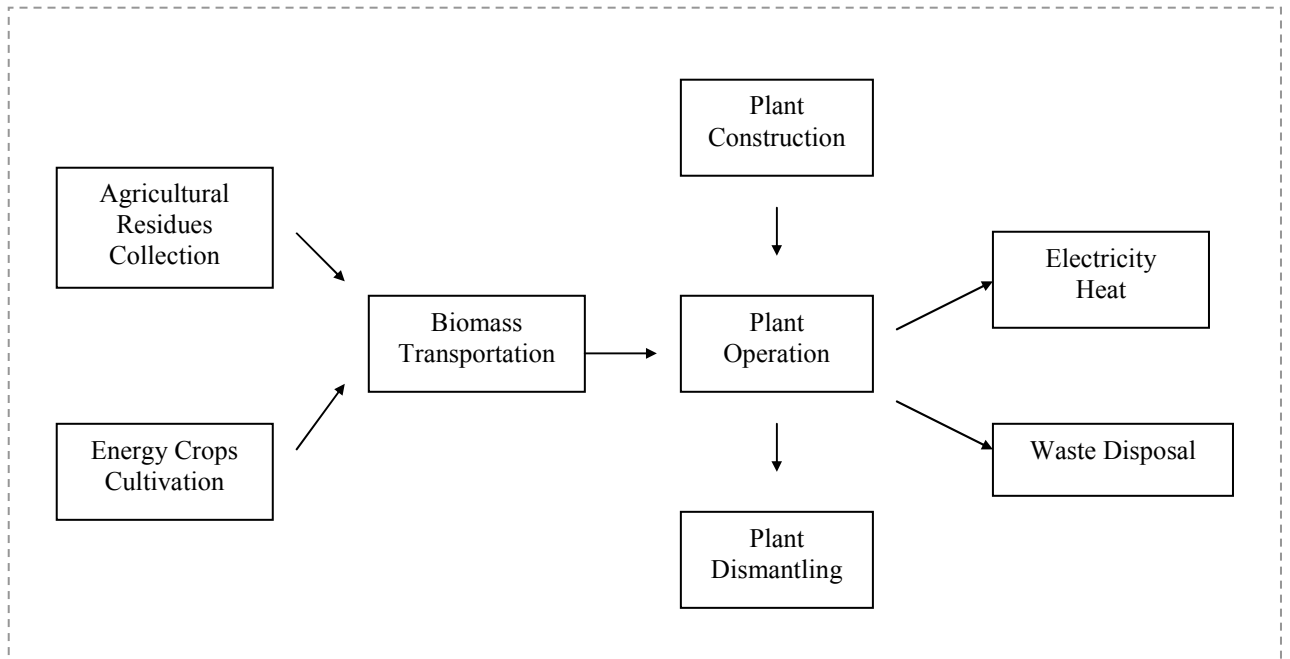 Plant
Construction
Agricultural
Residues
Collection
Electricity
Heat
Biomass
Transportation
Plant
Operation
Energy Crops
Cultivation
Waste Disposal
Plant
Dismantling